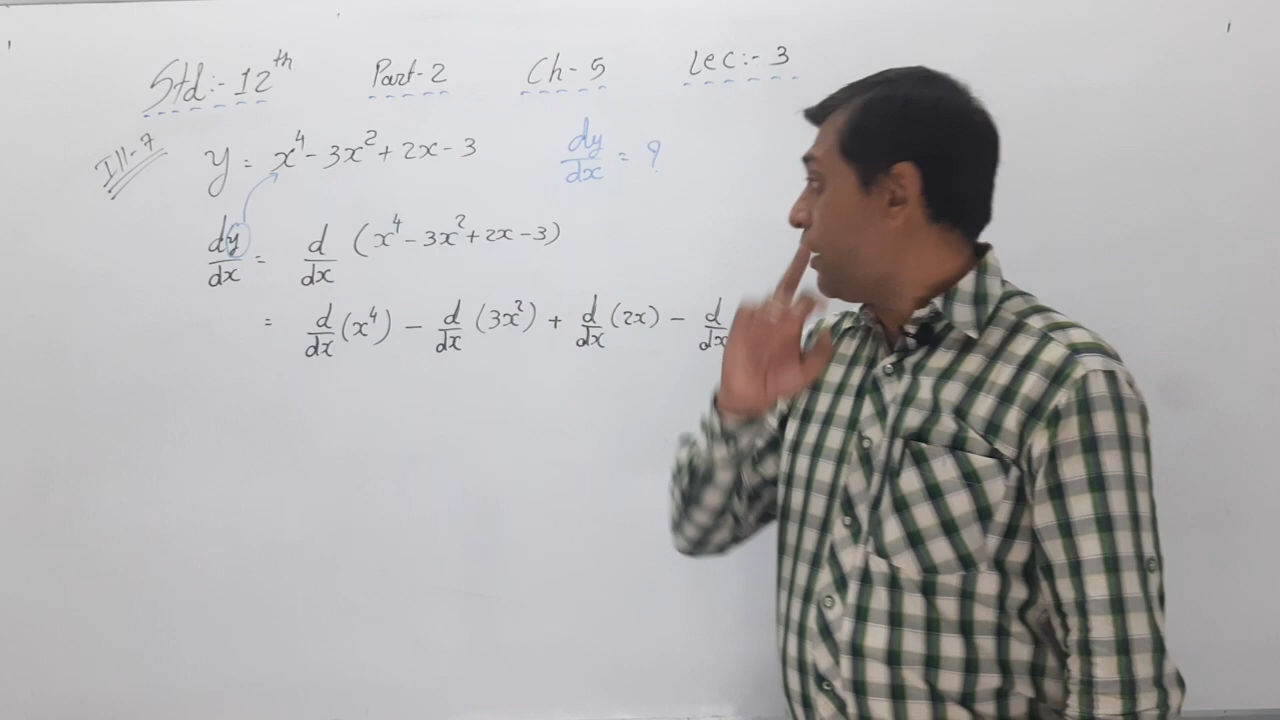 Std:- 12th Part-2 Ch-5 Lec:- 3
III-7 y = x⁴ - 3x² + 2x - 3 dy/dx = ?
dy/dx = d/dx (x⁴ - 3x² + 2x - 3)
= d/dx (x⁴) - d/dx (3x²) + d/dx (2x) - d/dx